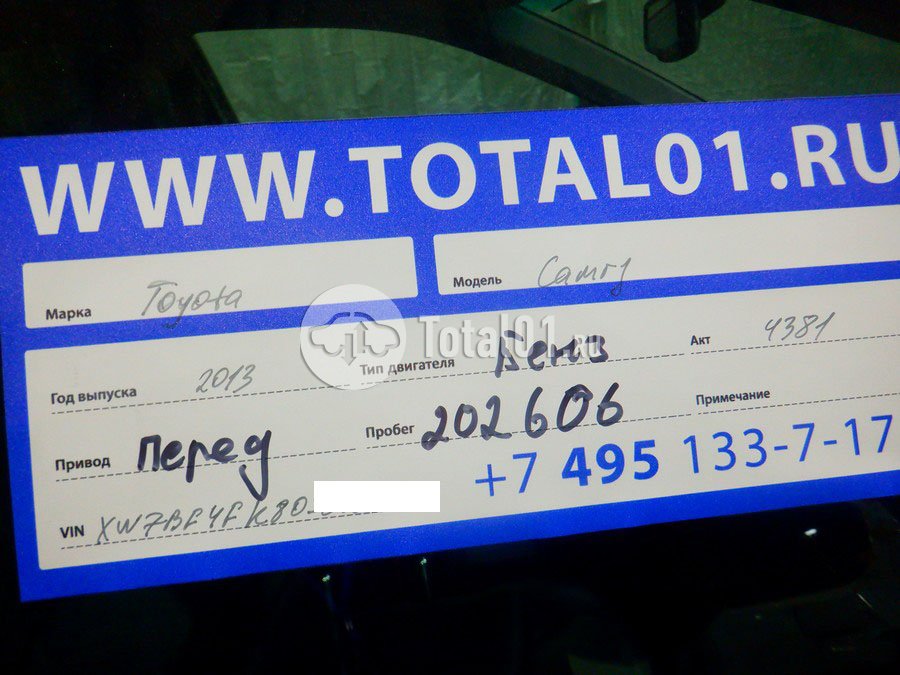 WWW.TOTAL01.RU
Марка Toyota Модель Camry
Total01.ru
Год выпуска 2013 Тип двигателя Бенз Акт 4381
Привод перед Пробег 202606 Примечание
+7 495 133-7-17
VIN XW7BF4FK80